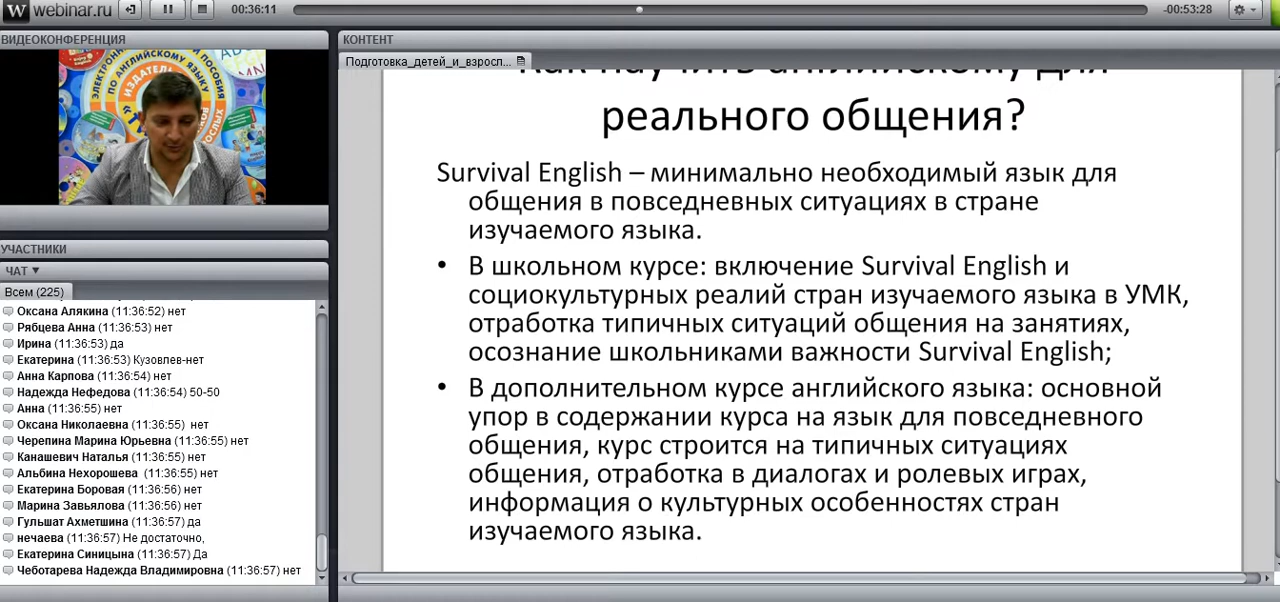 webinar.ru
00:36:11
-00:53:28
ВИДЕОКОНФЕРЕНЦИЯ
ЭЛЕКТРОННЫЕ
ПОСОБИЯ
ПО АНГЛИЙСКОМУ ЯЗЫКУ
УЧАСТНИКИ
ЧАТ
Всем (225)
Оксана Алякина (11:36:52) нет
Рябцева Анна (11:36:53) нет
Ирина (11:36:53) да
Екатерина (11:36:53) Кузовлев-нет
Анна Карпова (11:36:54) нет
Надежда Нефедова (11:36:54) 50-50
Анна (11:36:55) нет
Оксана Николаевна (11:36:55) нет
Черепина Марина Юрьевна (11:36:55) нет
Канашевич Наталья (11:36:55) нет
Альбина Нехорошева (11:36:55) нет
Екатерина Боровая (11:36:56) нет
Марина Завьялова (11:36:56) нет
Гульшат Ахметшина (11:36:57) да
нечаева (11:36:57) Не достаточно,
Екатерина Синицына (11:36:57) Да
Чеботарева Надежда Владимировна (11:36:57) нет
КОНТЕНТ
Подготовка_детей_и_взросл...
Как научить английскому для
реального общения?
Survival English – минимально необходимый язык для
общения в повседневных ситуациях в стране
изучаемого языка.
• В школьном курсе: включение Survival English и
социокультурных реалий стран изучаемого языка в УМК,
отработка типичных ситуаций общения на занятиях,
осознание школьниками важности Survival English;
• В дополнительном курсе английского языка: основной
упор в содержании курса на язык для повседневного
общения, курс строится на типичных ситуациях
общения, отработка в диалогах и ролевых играх,
информация о культурных особенностях стран
изучаемого языка.